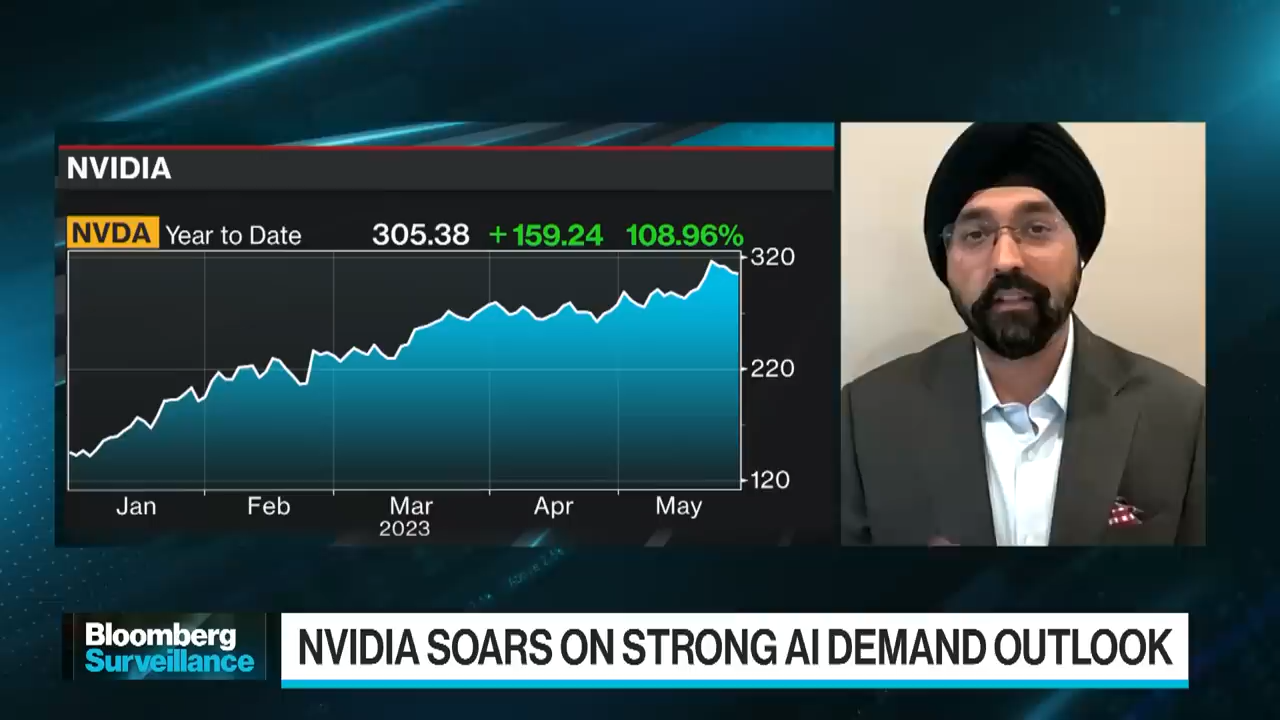 NVIDIA
NVDA Year to Date 305.38 +159.24 108.96%
320
220
120
Jan Feb Mar Apr May
2023
Bloomberg
Surveillance
NVIDIA SOARS ON STRONG AI DEMAND OUTLOOK